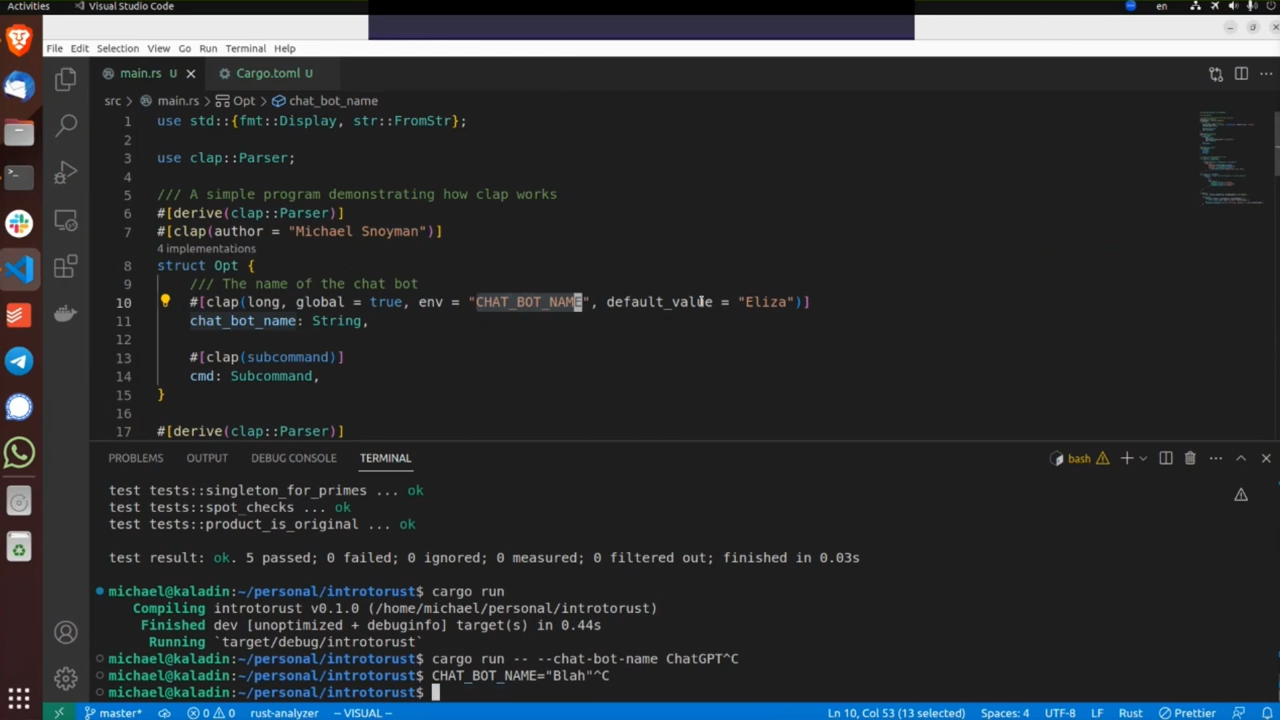 Activities
Visual Studio Code
en
File Edit Selection View Go Run Terminal Help
main.rs U
Cargo.toml U
src > main.rs > Opt > chat_bot_name
1 use std::{fmt::Display, str::FromStr};
2
3 use clap::Parser;
4
5 /// A simple program demonstrating how clap works
6 #[derive(clap::Parser)]
7 #[clap(author = "Michael Snoyman")]
4 implementations
8 struct Opt {
9 /// The name of the chat bot
10 #[clap(long, global = true, env = "CHAT_BOT_NAME", default_value = "Eliza")]
11 chat_bot_name: String,
12
13 #[clap(subcommand)]
14 cmd: Subcommand,
15 }
16
17 #[derive(clap::Parser)]
PROBLEMS OUTPUT DEBUG CONSOLE TERMINAL
bash
test tests::singleton_for_primes ... ok
test tests::spot_checks ... ok
test tests::product_is_original ... ok
test result: ok. 5 passed; 0 failed; 0 ignored; 0 measured; 0 filtered out; finished in 0.03s
michael@kaladin:~/personal/introtorust$ cargo run
Compiling introtorust v0.1.0 (/home/michael/personal/introtorust)
Finished dev [unoptimized + debuginfo] target(s) in 0.44s
Running `target/debug/introtorust`
michael@kaladin:~/personal/introtorust$ cargo run -- --chat-bot-name ChatGPT^C
michael@kaladin:~/personal/introtorust$ CHAT_BOT_NAME="Blah"^C
michael@kaladin:~/personal/introtorust$
master* 0 0 rust-analyzer -- VISUAL -- Ln 10, Col 53 (13 selected) Spaces: 4 UTF-8 LF Rust Prettier